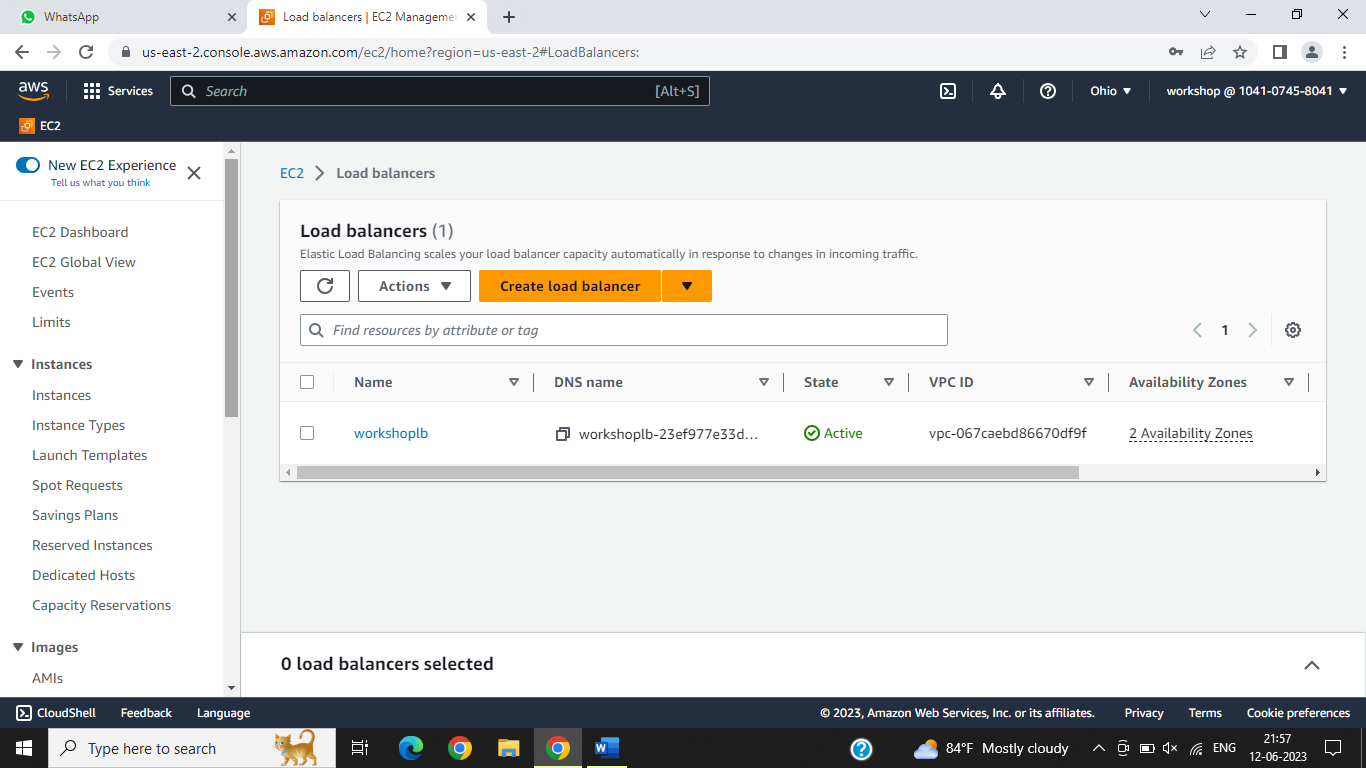 WhatsApp
Load balancers | EC2 Manageme
us-east-2.console.aws.amazon.com/ec2/home?region=us-east-2#LoadBalancers:
aws Services Search [Alt+S] Ohio workshop @ 1041-0745-8041
EC2
New EC2 Experience
Tell us what you think
EC2 Dashboard
EC2 Global View
Events
Limits
Instances
Instances
Instance Types
Launch Templates
Spot Requests
Savings Plans
Reserved Instances
Dedicated Hosts
Capacity Reservations
Images
AMIs
EC2 Load balancers
Load balancers (1)
Elastic Load Balancing scales your load balancer capacity automatically in response to changes in incoming traffic.
Actions Create load balancer
Find resources by attribute or tag 1
Name DNS name State VPC ID Availability Zones
workshoplb workshoplb-23ef977e33d... Active vpc-067caebd86670df9f 2 Availability Zones
0 load balancers selected
CloudShell Feedback Language © 2023, Amazon Web Services, Inc. or its affiliates. Privacy Terms Cookie preferences
Type here to search 84°F Mostly cloudy ENG 21:57
12-06-2023